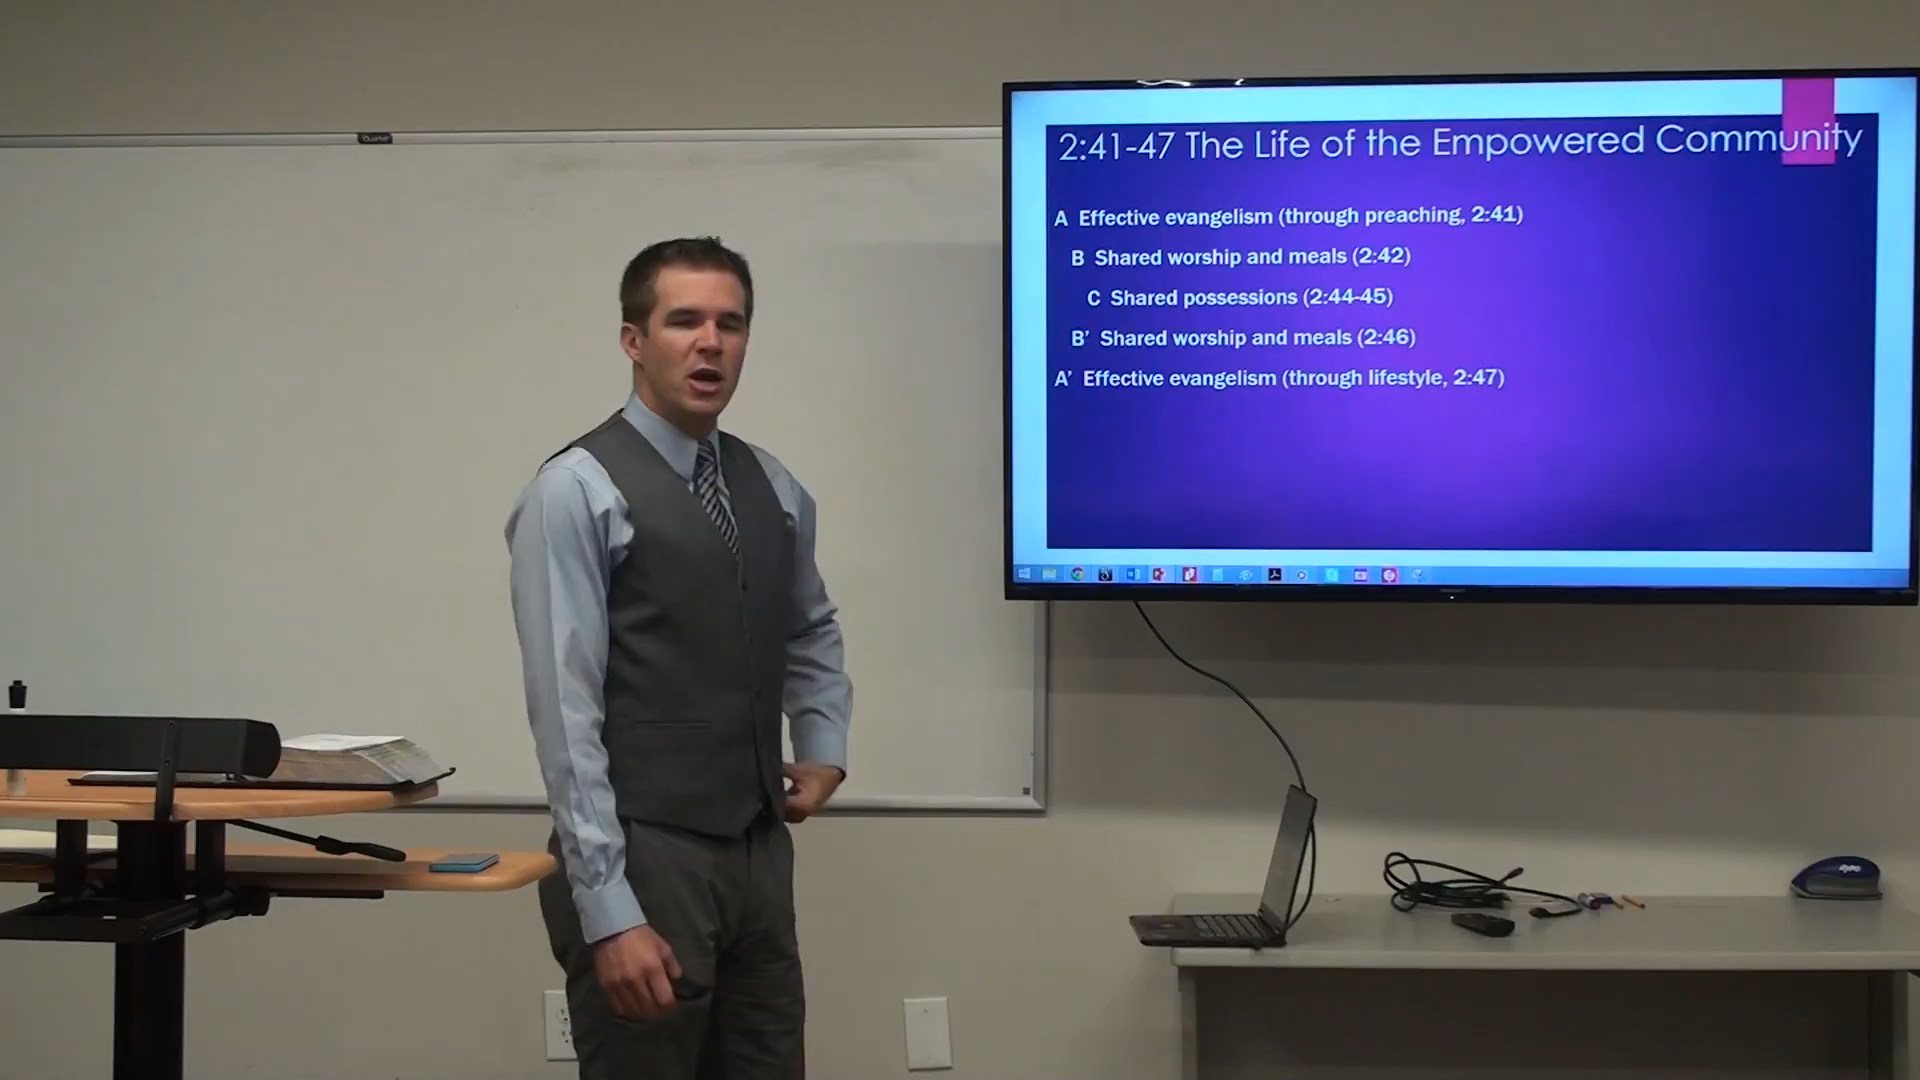 2:41-47 The Life of the Empowered Community
A Effective evangelism (through preaching, 2:41)
B Shared worship and meals (2:42)
C Shared possessions (2:44-45)
B’ Shared worship and meals (2:46)
A’ Effective evangelism (through lifestyle, 2:47)